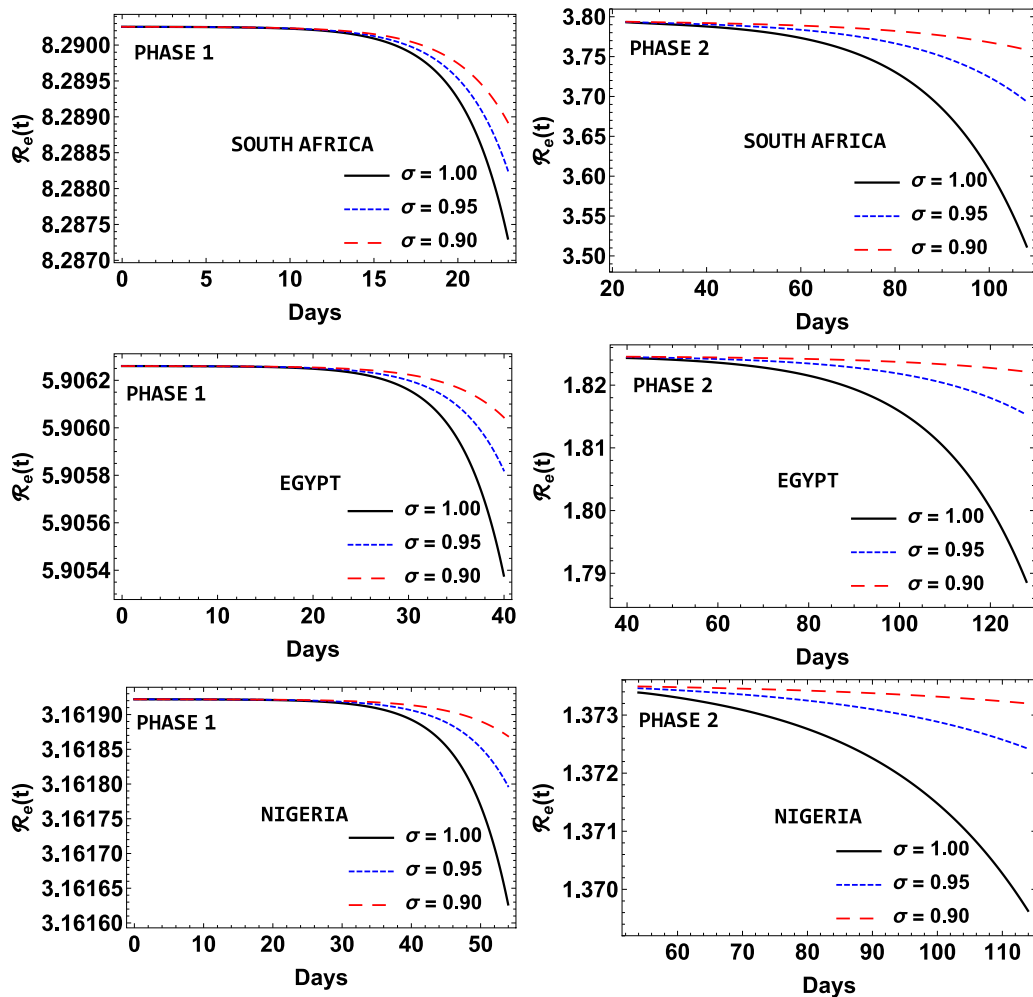 PHASE 1
SOUTH AFRICA
σ = 1.00
σ = 0.95
σ = 0.90
8.2900
8.2895
8.2890
8.2885
8.2880
8.2875
8.2870
ℛe(t)
0 5 10 15 20
Days
PHASE 2
SOUTH AFRICA
σ = 1.00
σ = 0.95
σ = 0.90
3.80
3.75
3.70
3.65
3.60
3.55
3.50
ℛe(t)
20 40 60 80 100
Days
PHASE 1
EGYPT
σ = 1.00
σ = 0.95
σ = 0.90
5.9062
5.9060
5.9058
5.9056
5.9054
ℛe(t)
0 10 20 30 40
Days
PHASE 2
EGYPT
σ = 1.00
σ = 0.95
σ = 0.90
1.82
1.81
1.80
1.79
ℛe(t)
40 60 80 100 120
Days
PHASE 1
NIGERIA
σ = 1.00
σ = 0.95
σ = 0.90
3.16190
3.16185
3.16180
3.16175
3.16170
3.16165
3.16160
ℛe(t)
0 10 20 30 40 50
Days
PHASE 2
NIGERIA
σ = 1.00
σ = 0.95
σ = 0.90
1.373
1.372
1.371
1.370
ℛe(t)
60 70 80 90 100 110
Days